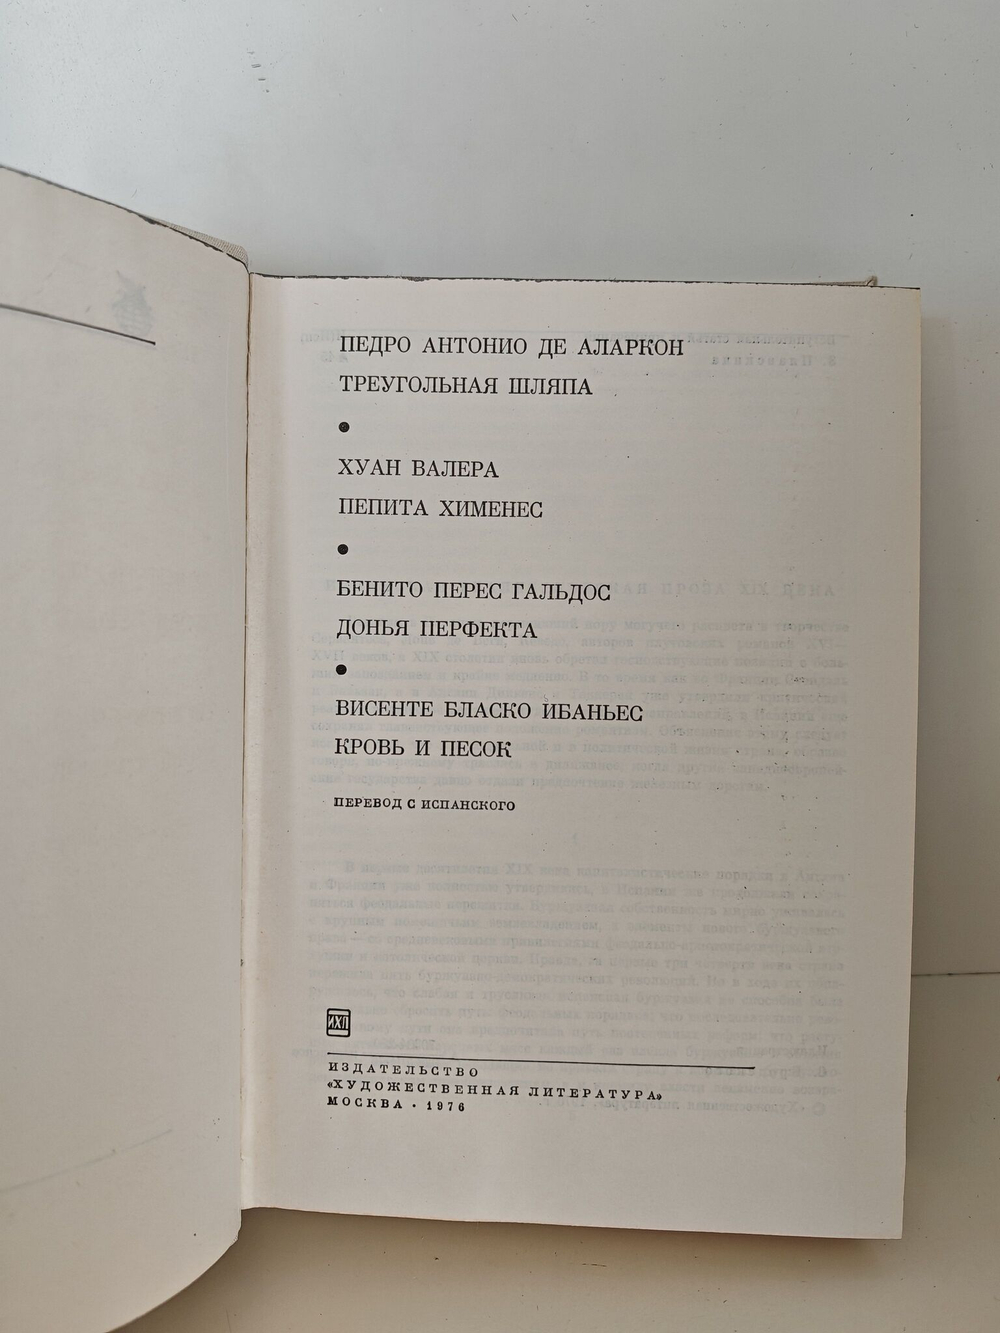 ПЕДРО АНТОНИО ДЕ АЛАРКОН
ТРЕУГОЛЬНАЯ ШЛЯПА
●
ХУАН ВАЛЕРА
ПЕПИТА ХИМЕНЕС
●
БЕНИТО ПЕРЕС ГАЛЬДОС
ДОНЬЯ ПЕРФЕКТА
●
ВИСЕНТЕ БЛАСКО ИБАНЬЕС
КРОВЬ И ПЕСОК
ПЕРЕВОД С ИСПАНСКОГО
ИХЛ
ИЗДАТЕЛЬСТВО
«ХУДОЖЕСТВЕННАЯ ЛИТЕРАТУРА»
МОСКВА • 1976